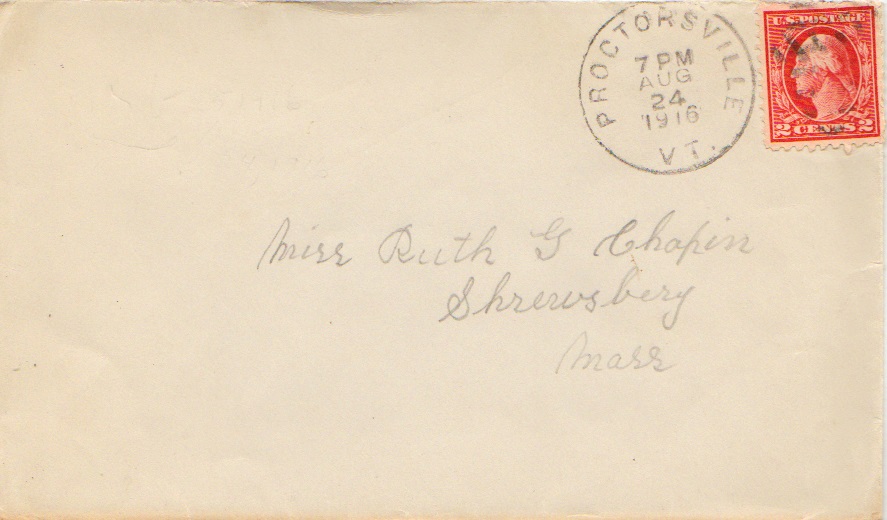 PROCTORSVILLE
7 PM
AUG
24
1916
VT.
U.S. POSTAGE
2 CENTS 2
Miss Ruth G Chapin
Shrewsbery
Mass